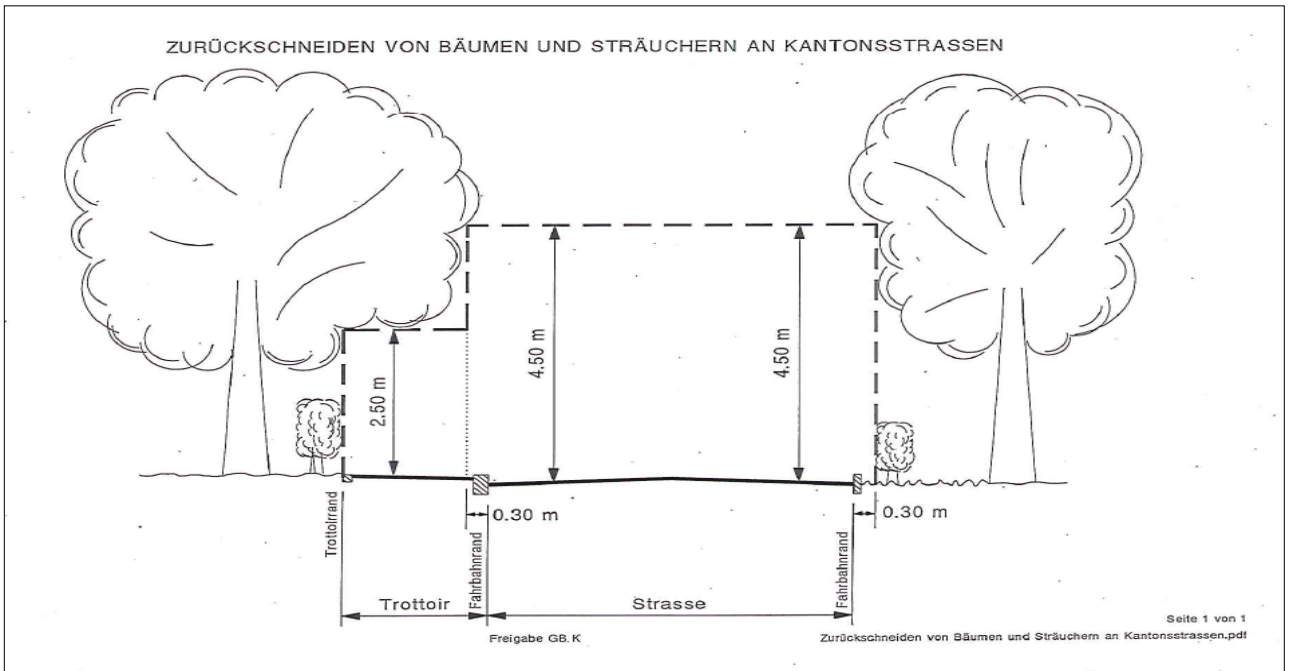 ZURÜCKSCHNEIDEN VON BÄUMEN UND STRÄUCHERN AN KANTONSSTRASSEN
2.50 m
4.50 m
4.50 m
0.30 m
0.30 m
Trottoirrand
Fahrbahnrand
Fahrbahnrand
Trottoir
Strasse
Freigabe GB. K
Seite 1 von 1
Zurückschneiden von Bäumen und Sträuchern an Kantonsstrassen.pdf